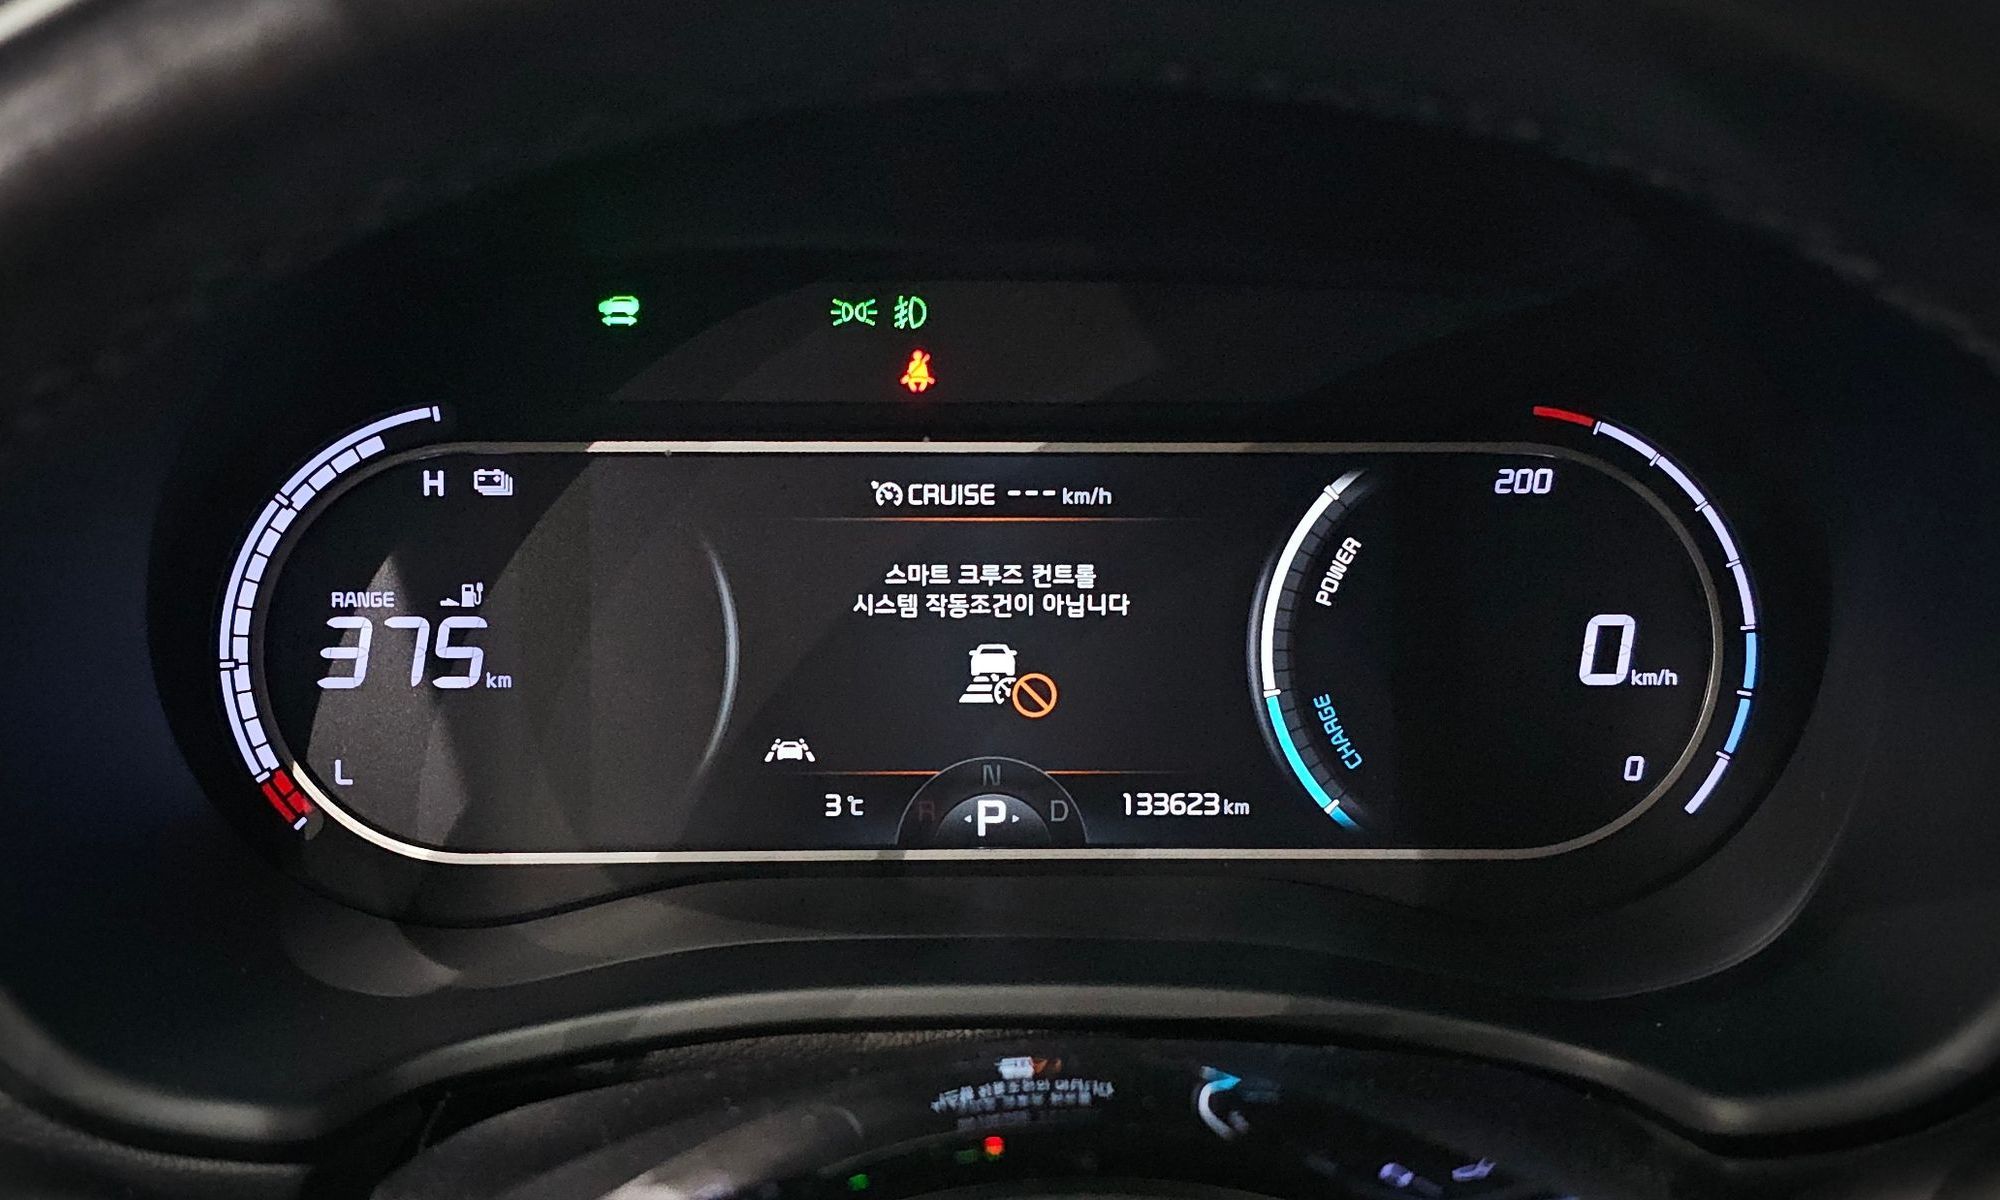 H
200
CRUISE --- km/h
스마트 크루즈 컨트롤
시스템 작동조건이 아닙니다
POWER
RANGE
375 km
0 km/h
CHARGE
L
0
N
3℃
R
P
D
133623 km